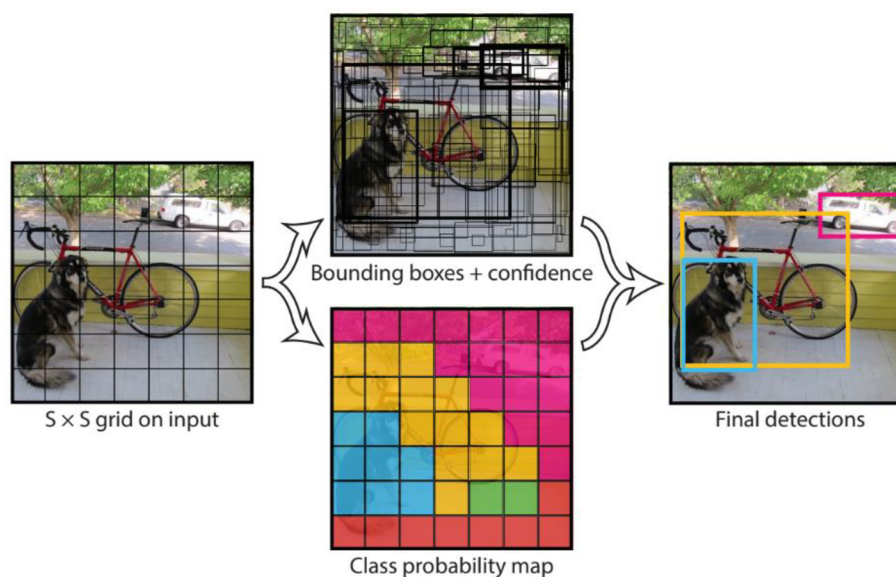 Bounding boxes + confidence
S × S grid on input
Final detections
Class probability map